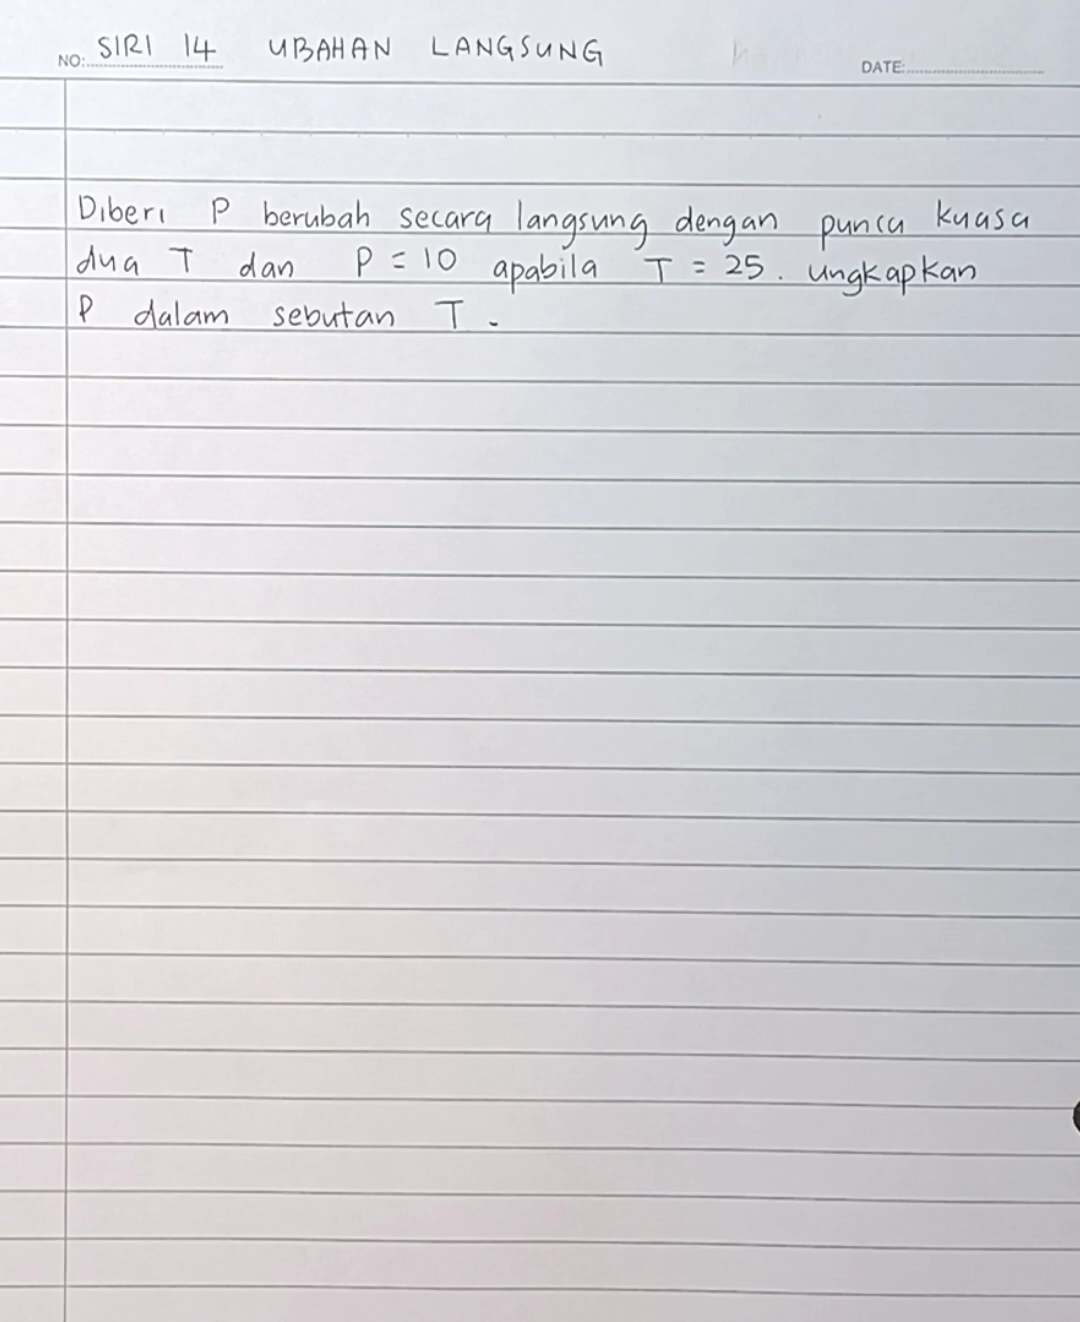 NO: SIRI 14 UBAHAN LANGSUNG DATE:
Diberi P berubah secara langsung dengan punca kuasa
dua T dan P = 10 apabila T = 25. ungkapkan
P dalam sebutan T.